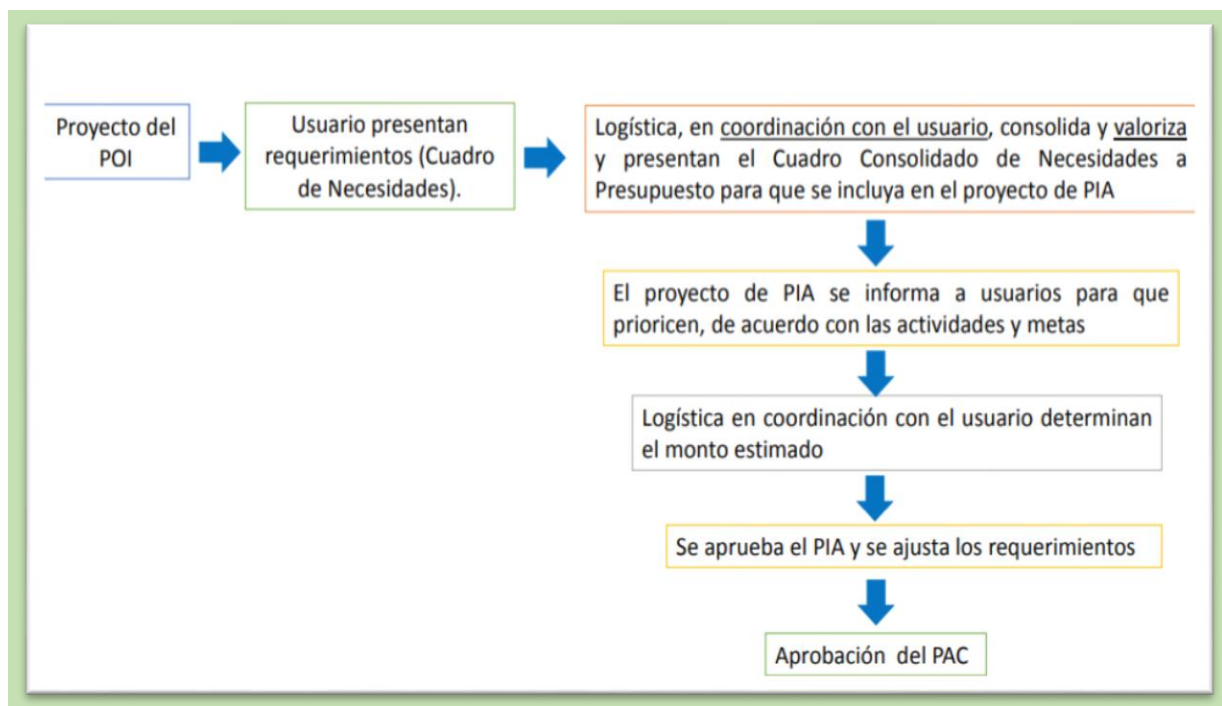 Proyecto del
POI
Usuario presentan
requerimientos (Cuadro
de Necesidades).
Logística, en coordinación con el usuario, consolida y valoriza
y presentan el Cuadro Consolidado de Necesidades a
Presupuesto para que se incluya en el proyecto de PIA
El proyecto de PIA se informa a usuarios para que
prioricen, de acuerdo con las actividades y metas
Logística en coordinación con el usuario determinan
el monto estimado
Se aprueba el PIA y se ajusta los requerimientos
Aprobación del PAC